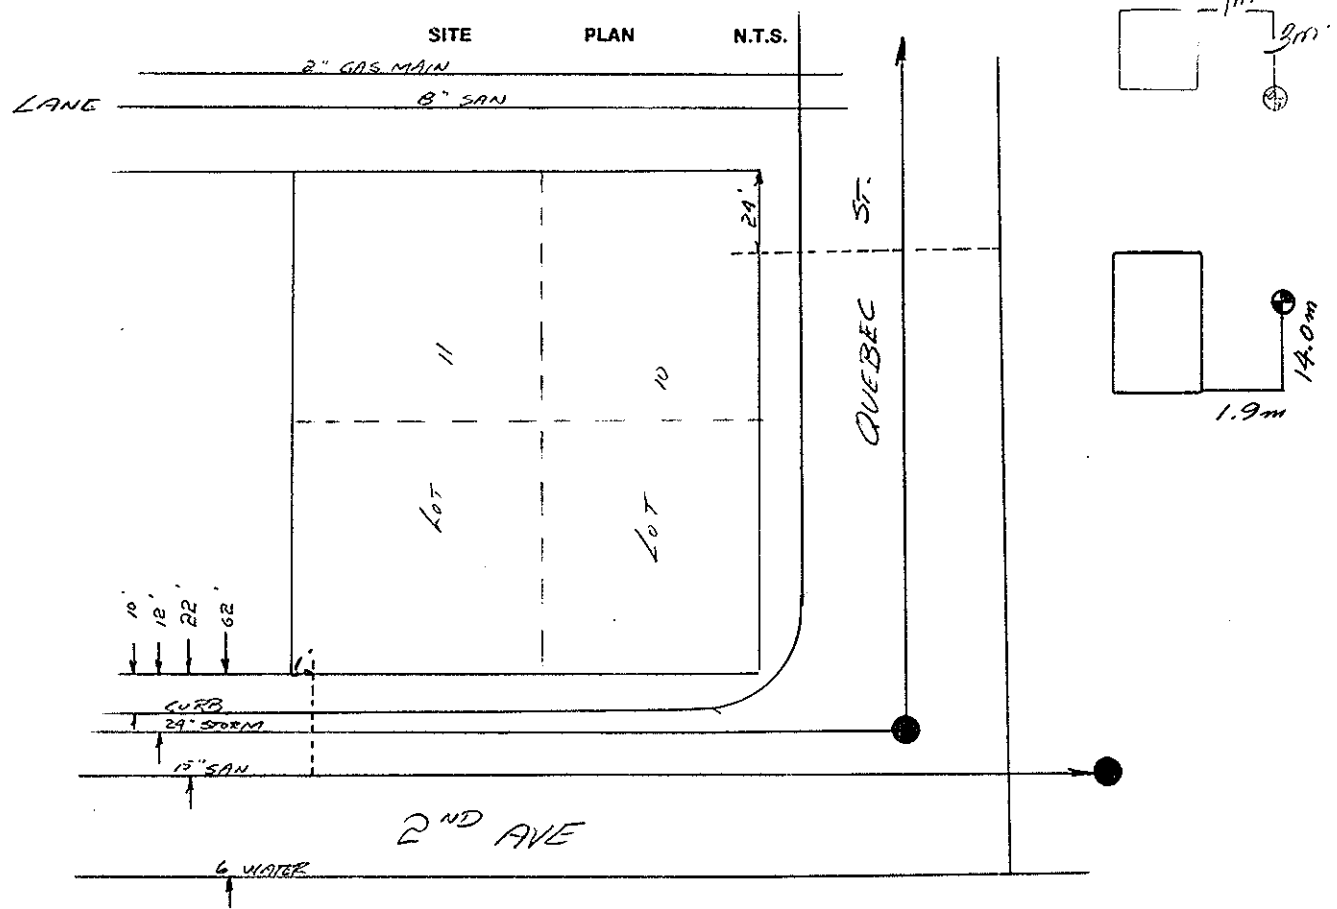 SITE PLAN N.T.S.
2" GAS MAIN
LANE
8" SAN
24'
QUEBEC ST.
LOT 11
LOT 10
10'
12'
22'
62'
1'
CURB
24" STORM
15" SAN
2ND AVE
6 WATER
3m
14.0m
1.9m